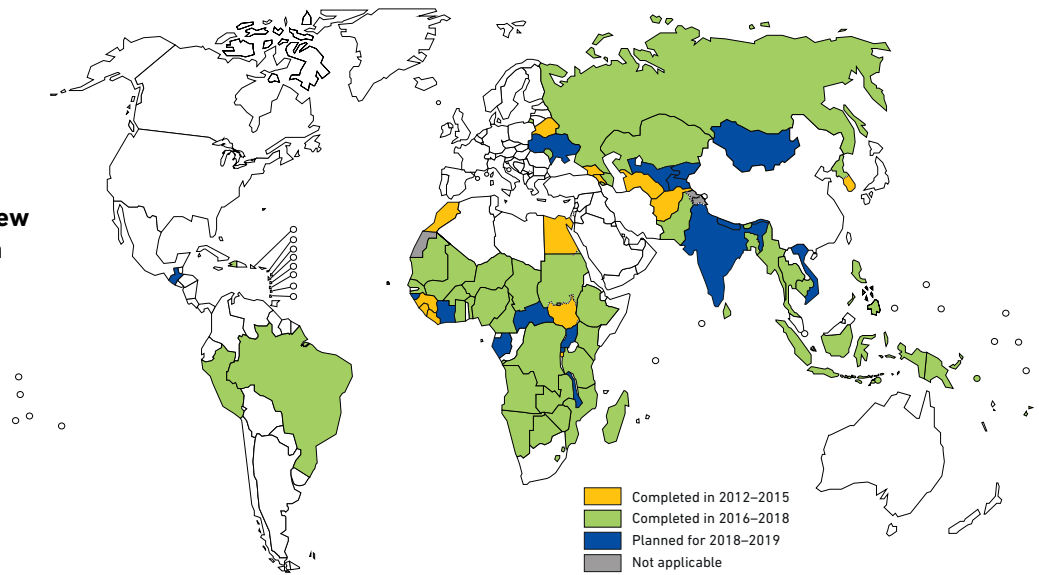 ew
Completed in 2012–2015
Completed in 2016–2018
Planned for 2018–2019
Not applicable